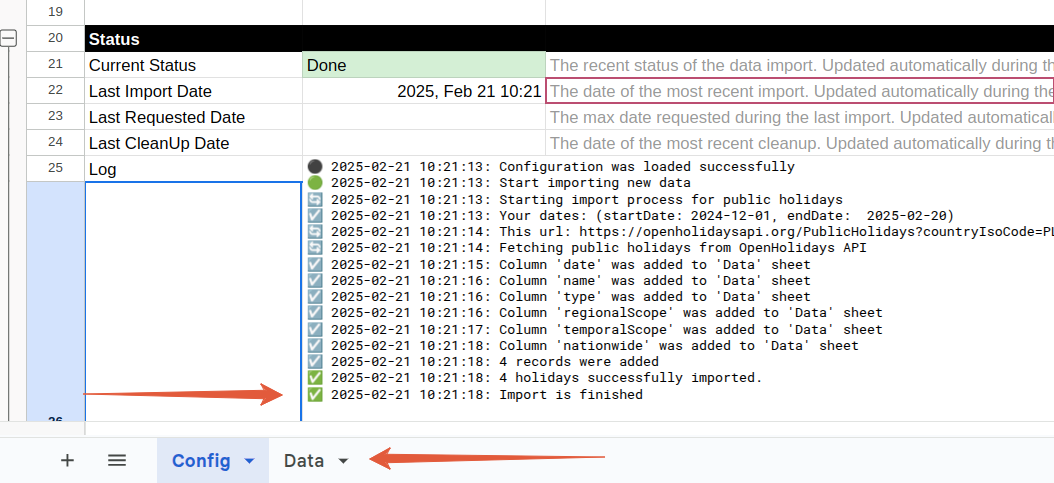 19
20 Status
21 Current Status Done The recent status of the data import. Updated automatically during th
22 Last Import Date 2025, Feb 21 10:21 The date of the most recent import. Updated automatically during the
23 Last Requested Date The max date requested during the last import. Updated automatical
24 Last CleanUp Date The date of the most recent cleanup. Updated automatically during th
25 Log
2025-02-21 10:21:13: Configuration was loaded successfully
2025-02-21 10:21:13: Start importing new data
2025-02-21 10:21:13: Starting import process for public holidays
2025-02-21 10:21:13: Your dates: (startDate: 2024-12-01, endDate:  2025-02-20)
2025-02-21 10:21:14: This url: https://openholidaysapi.org/PublicHolidays?countryIsoCode=PL
2025-02-21 10:21:14: Fetching public holidays from OpenHolidays API
2025-02-21 10:21:15: Column 'date' was added to 'Data' sheet
2025-02-21 10:21:16: Column 'name' was added to 'Data' sheet
2025-02-21 10:21:16: Column 'type' was added to 'Data' sheet
2025-02-21 10:21:16: Column 'regionalScope' was added to 'Data' sheet
2025-02-21 10:21:17: Column 'temporalScope' was added to 'Data' sheet
2025-02-21 10:21:18: Column 'nationwide' was added to 'Data' sheet
2025-02-21 10:21:18: 4 records were added
2025-02-21 10:21:18: 4 holidays successfully imported.
2025-02-21 10:21:18: Import is finished
26
Config Data